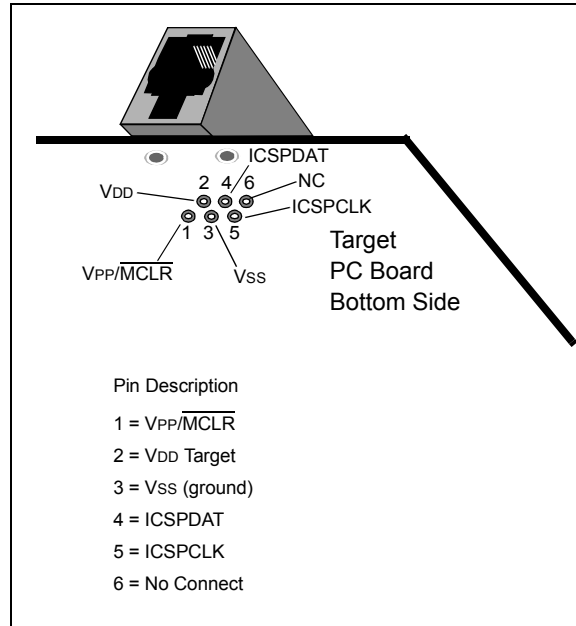 ICSPDAT
VDD 2 4 6 NC
ICSPCLK
1 3 5
VPP/MCLR VSS
Target
PC Board
Bottom Side
Pin Description
1 = VPP/MCLR
2 = VDD Target
3 = VSS (ground)
4 = ICSPDAT
5 = ICSPCLK
6 = No Connect